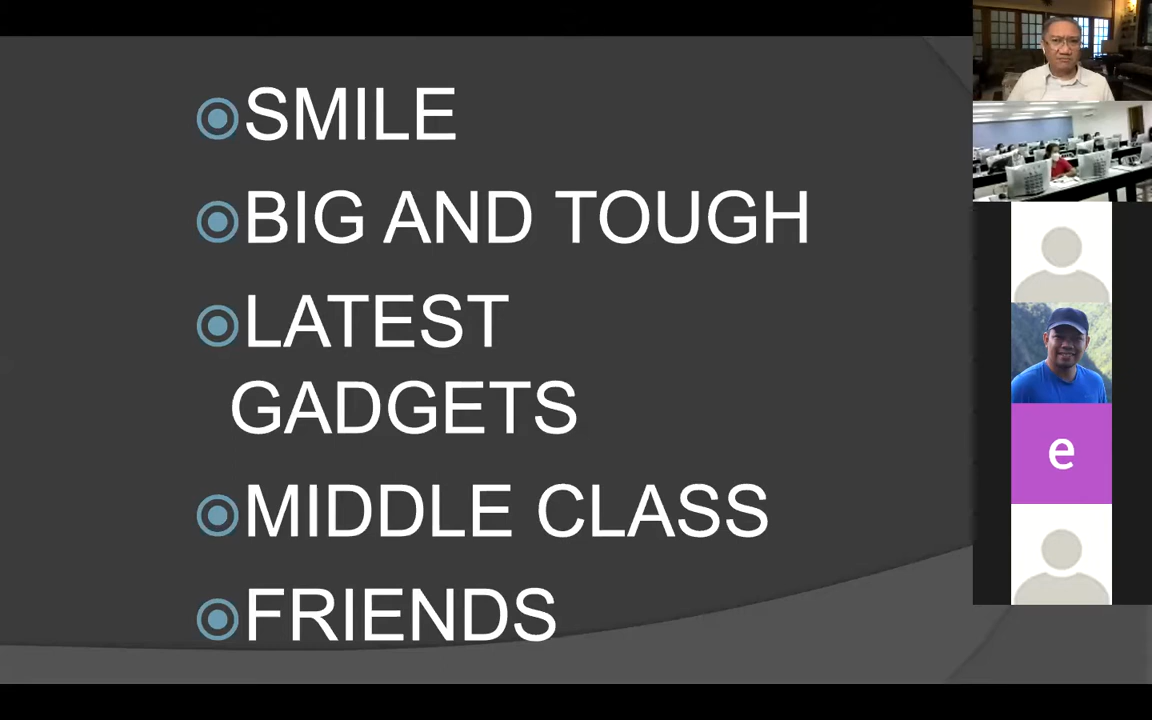 SMILE
BIG AND TOUGH
LATEST
GADGETS
MIDDLE CLASS
FRIENDS
e